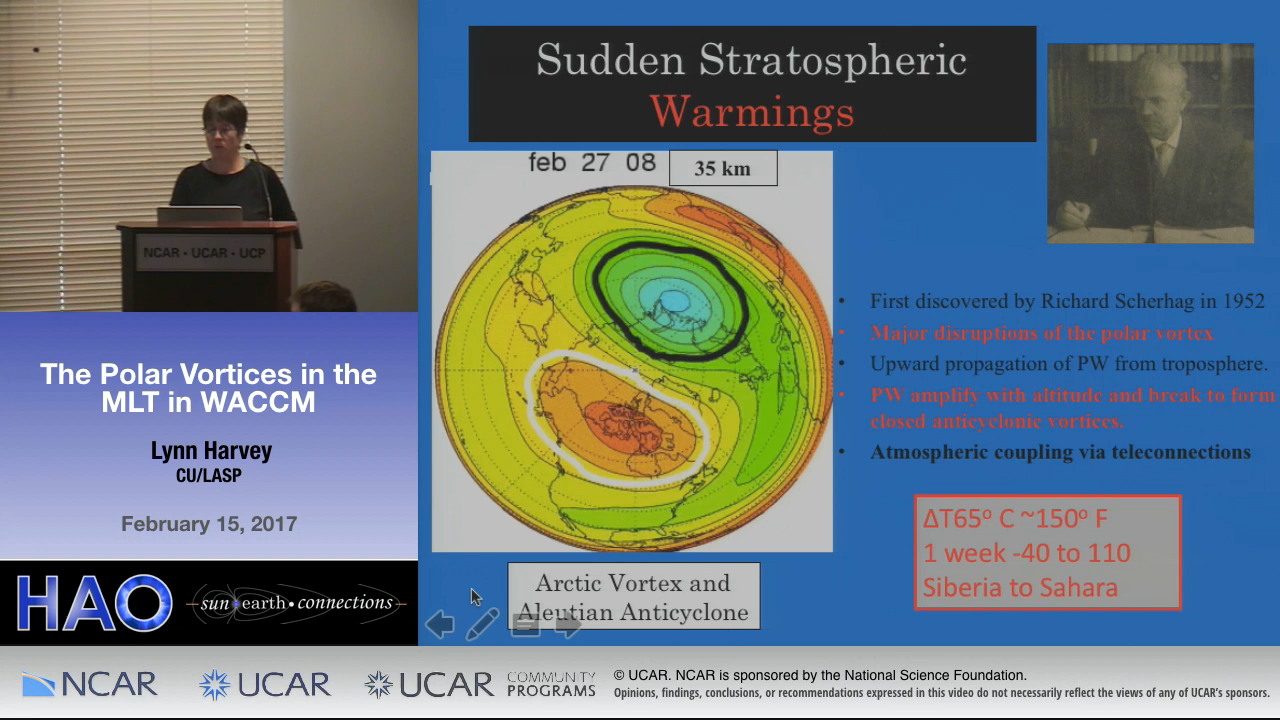 NCAR • UCAR • UCP
The Polar Vortices in the
MLT in WACCM
Lynn Harvey
CU/LASP
February 15, 2017
HAO
sun earth • connections
Sudden Stratospheric
Warmings
feb 27 08
35 km
Arctic Vortex and
Aleutian Anticyclone
• First discovered by Richard Scherhag in 1952
• Major disruptions of the polar vortex
• Upward propagation of PW from troposphere.
• PW amplify with altitude and break to form
closed anticyclonic vortices.
• Atmospheric coupling via teleconnections
ΔT65º C ~150º F
1 week -40 to 110
Siberia to Sahara
NCAR
UCAR
UCAR
COMMUNITY
PROGRAMS
© UCAR. NCAR is sponsored by the National Science Foundation.
Opinions, findings, conclusions, or recommendations expressed in this video do not necessarily reflect the views of any of UCAR's sponsors.